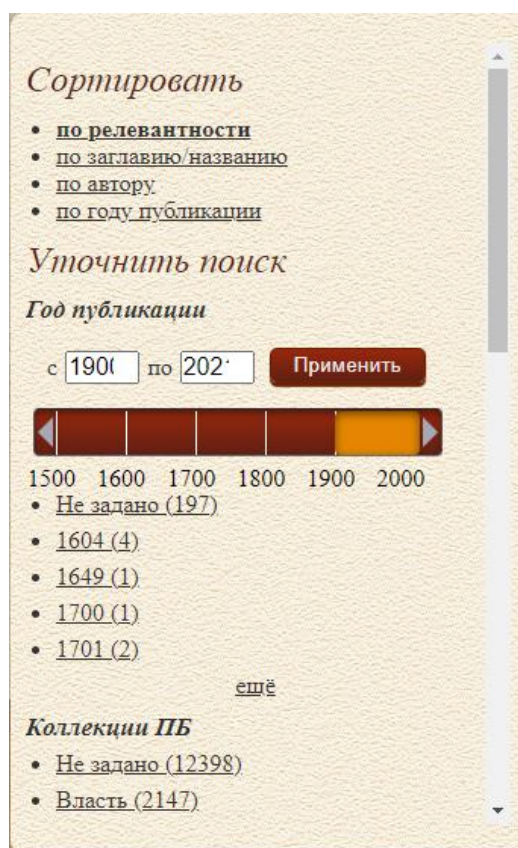 Сортировать
по релевантности
по заглавию/названию
по автору
по году публикации
Уточнить поиск
Год публикации
с 1900 по 2021 Применить
1500 1600 1700 1800 1900 2000
Не задано (197)
1604 (4)
1649 (1)
1700 (1)
1701 (2)
ещё
Коллекции ПБ
Не задано (12398)
Власть (2147)